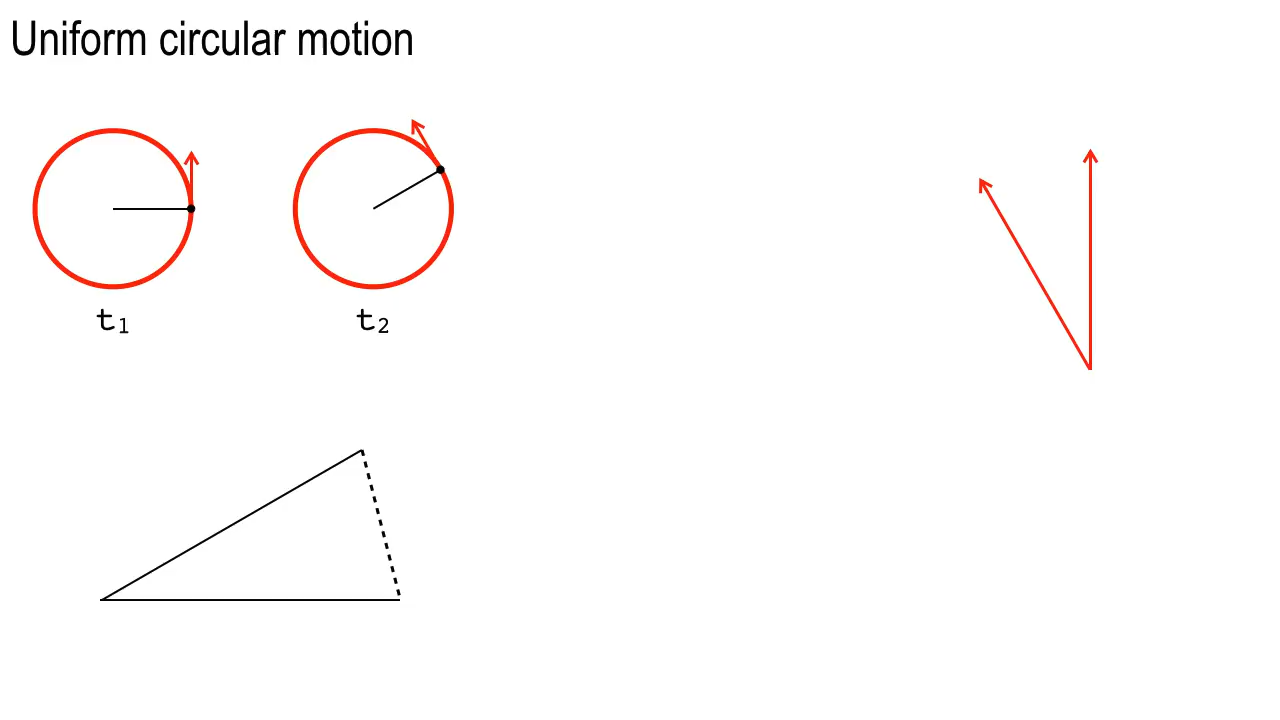 Uniform circular motion
t₁
t₂